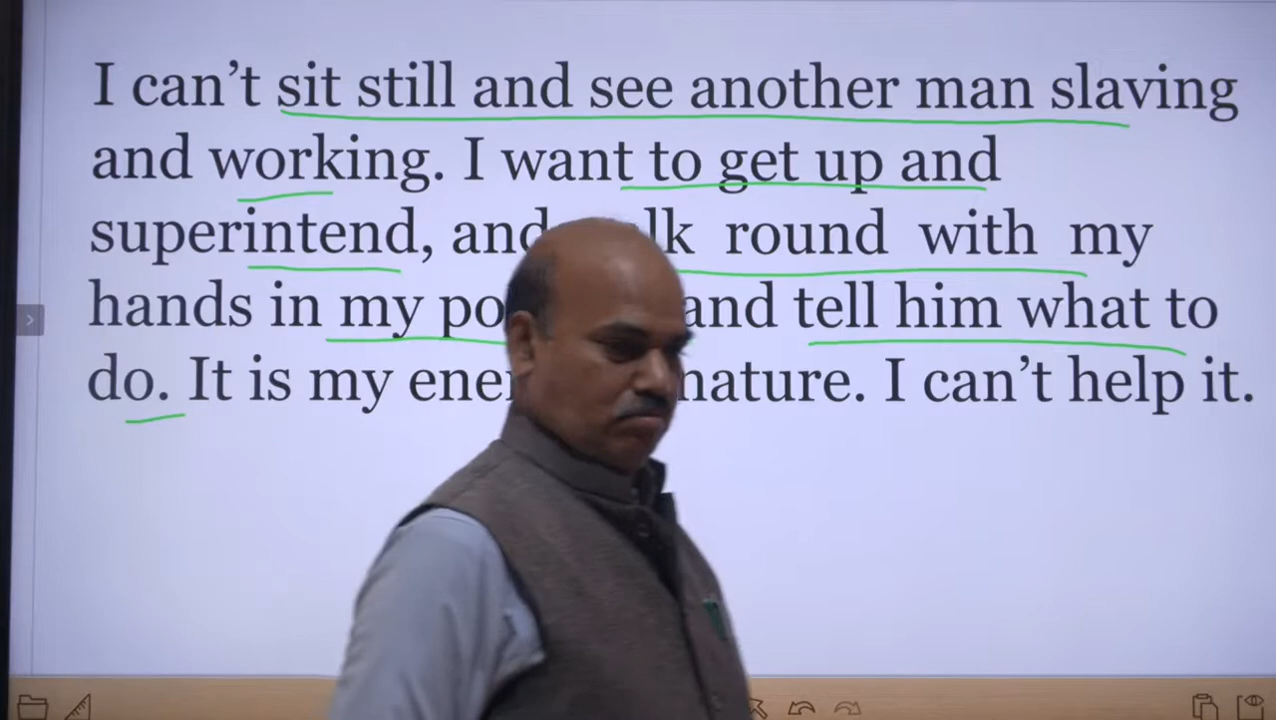 I can't sit still and see another man slaving
and working. I want to get up and
superintend, and round with my
hands in my and tell him what to
do. It is my nature. I can't help it.